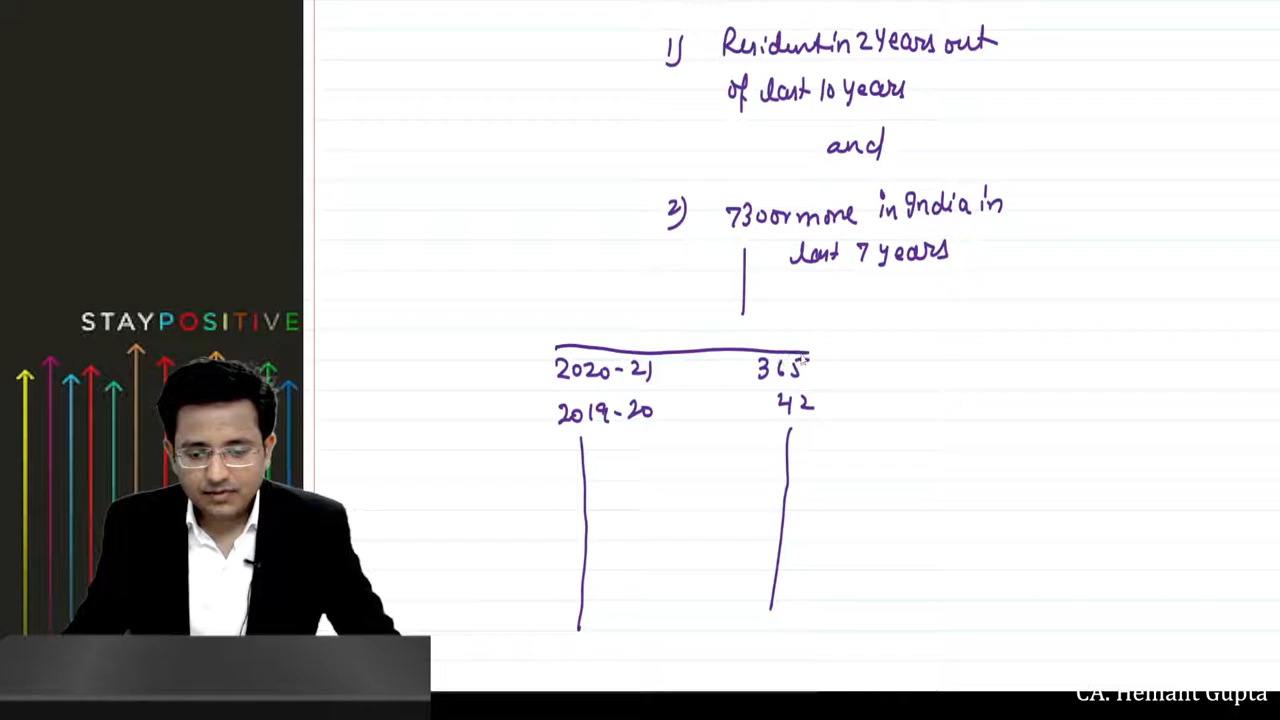 1) Resident in 2 Years out
of last 10 years
and
2) 730 or more in India in
last 7 years
STAYPOSITIVE
2020-21 365
2019-20 42
CA. Hemant Gupta